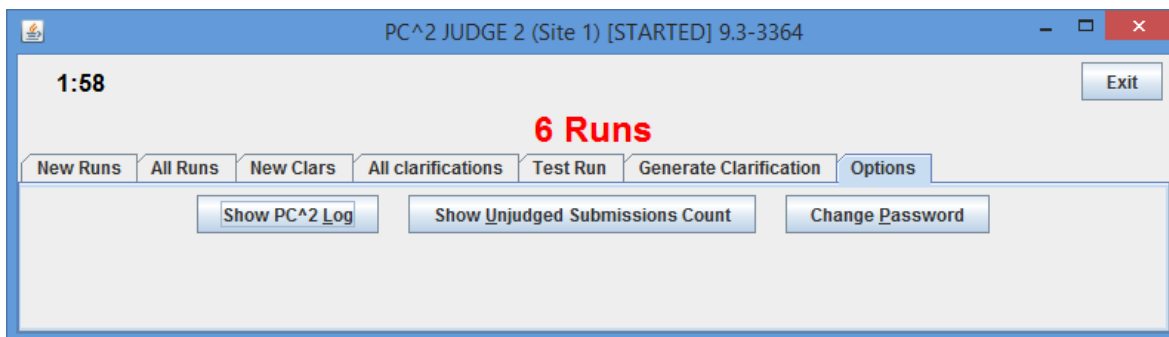 PC^2 JUDGE 2 (Site 1) [STARTED] 9.3-3364
1:58
Exit
6 Runs
New Runs All Runs New Clars All clarifications Test Run Generate Clarification Options
Show PC^2 Log Show Unjudged Submissions Count Change Password